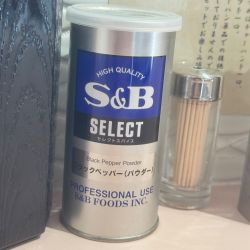 HIGH QUALITY
S&B
SELECT
セレクトスパイス
Black Pepper Powder
ブラックペッパー(パウダー)
PROFESSIONAL USE
S&B FOODS INC.